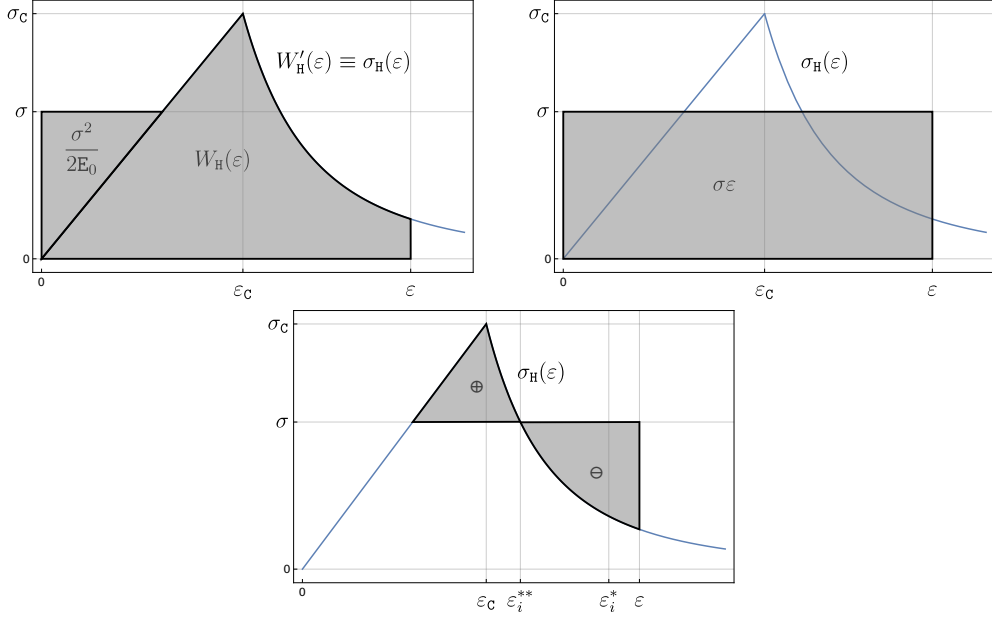 σ_C
W′_H(ε) ≡ σ_H(ε)
σ
σ²
2E₀
W_H(ε)
0
0
ε_C
ε
σ_C
σ_H(ε)
σ
σε
0
0
ε_C
ε
σ_C
σ_H(ε)
⊕
σ
⊖
0
0
ε_C
ε_i^{**}
ε_i^*
ε